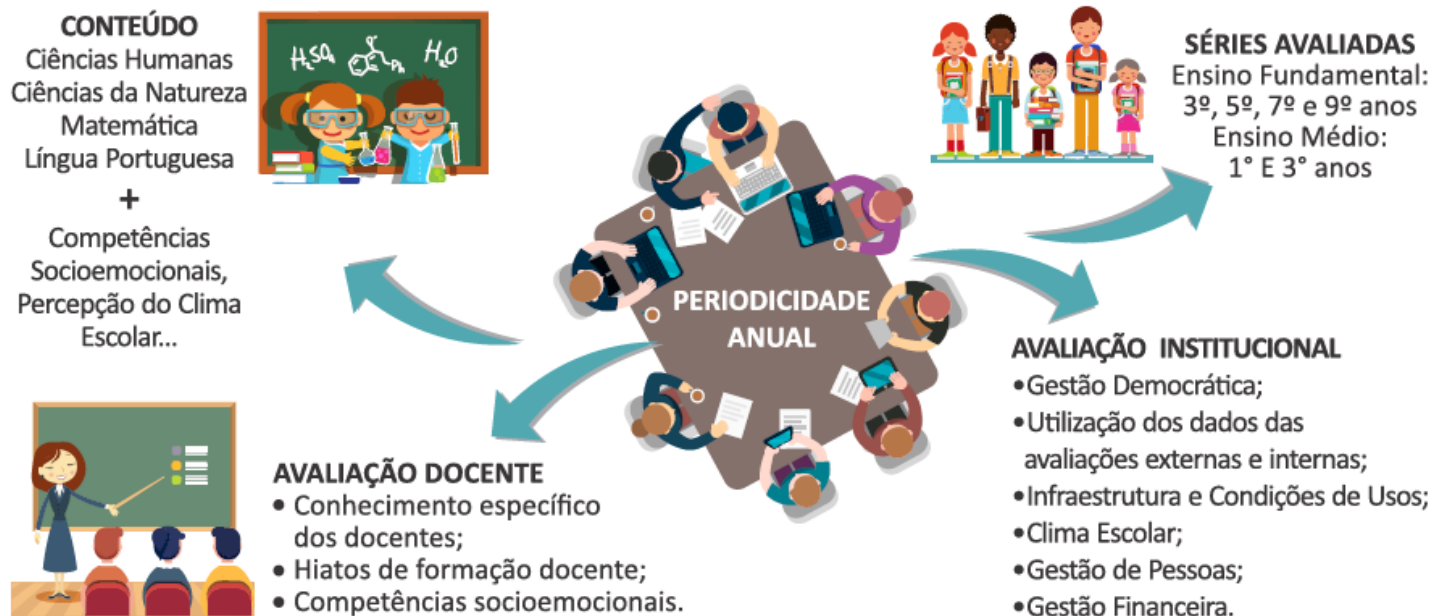 CONTEÚDO
Ciências Humanas
Ciências da Natureza
Matemática
Língua Portuguesa
+
Competências
Socioemocionais,
Percepção do Clima
Escolar...
H₂SO₄
O
Ph
H₂O
SÉRIES AVALIADAS
Ensino Fundamental:
3º, 5º, 7º e 9º anos
Ensino Médio:
1° E 3° anos
PERIODICIDADE
ANUAL
AVALIAÇÃO DOCENTE
• Conhecimento específico
dos docentes;
• Hiatos de formação docente;
• Competências socioemocionais.
AVALIAÇÃO INSTITUCIONAL
•Gestão Democrática;
•Utilização dos dados das
avaliações externas e internas;
•Infraestrutura e Condições de Usos;
•Clima Escolar;
•Gestão de Pessoas;
•Gestão Financeira.